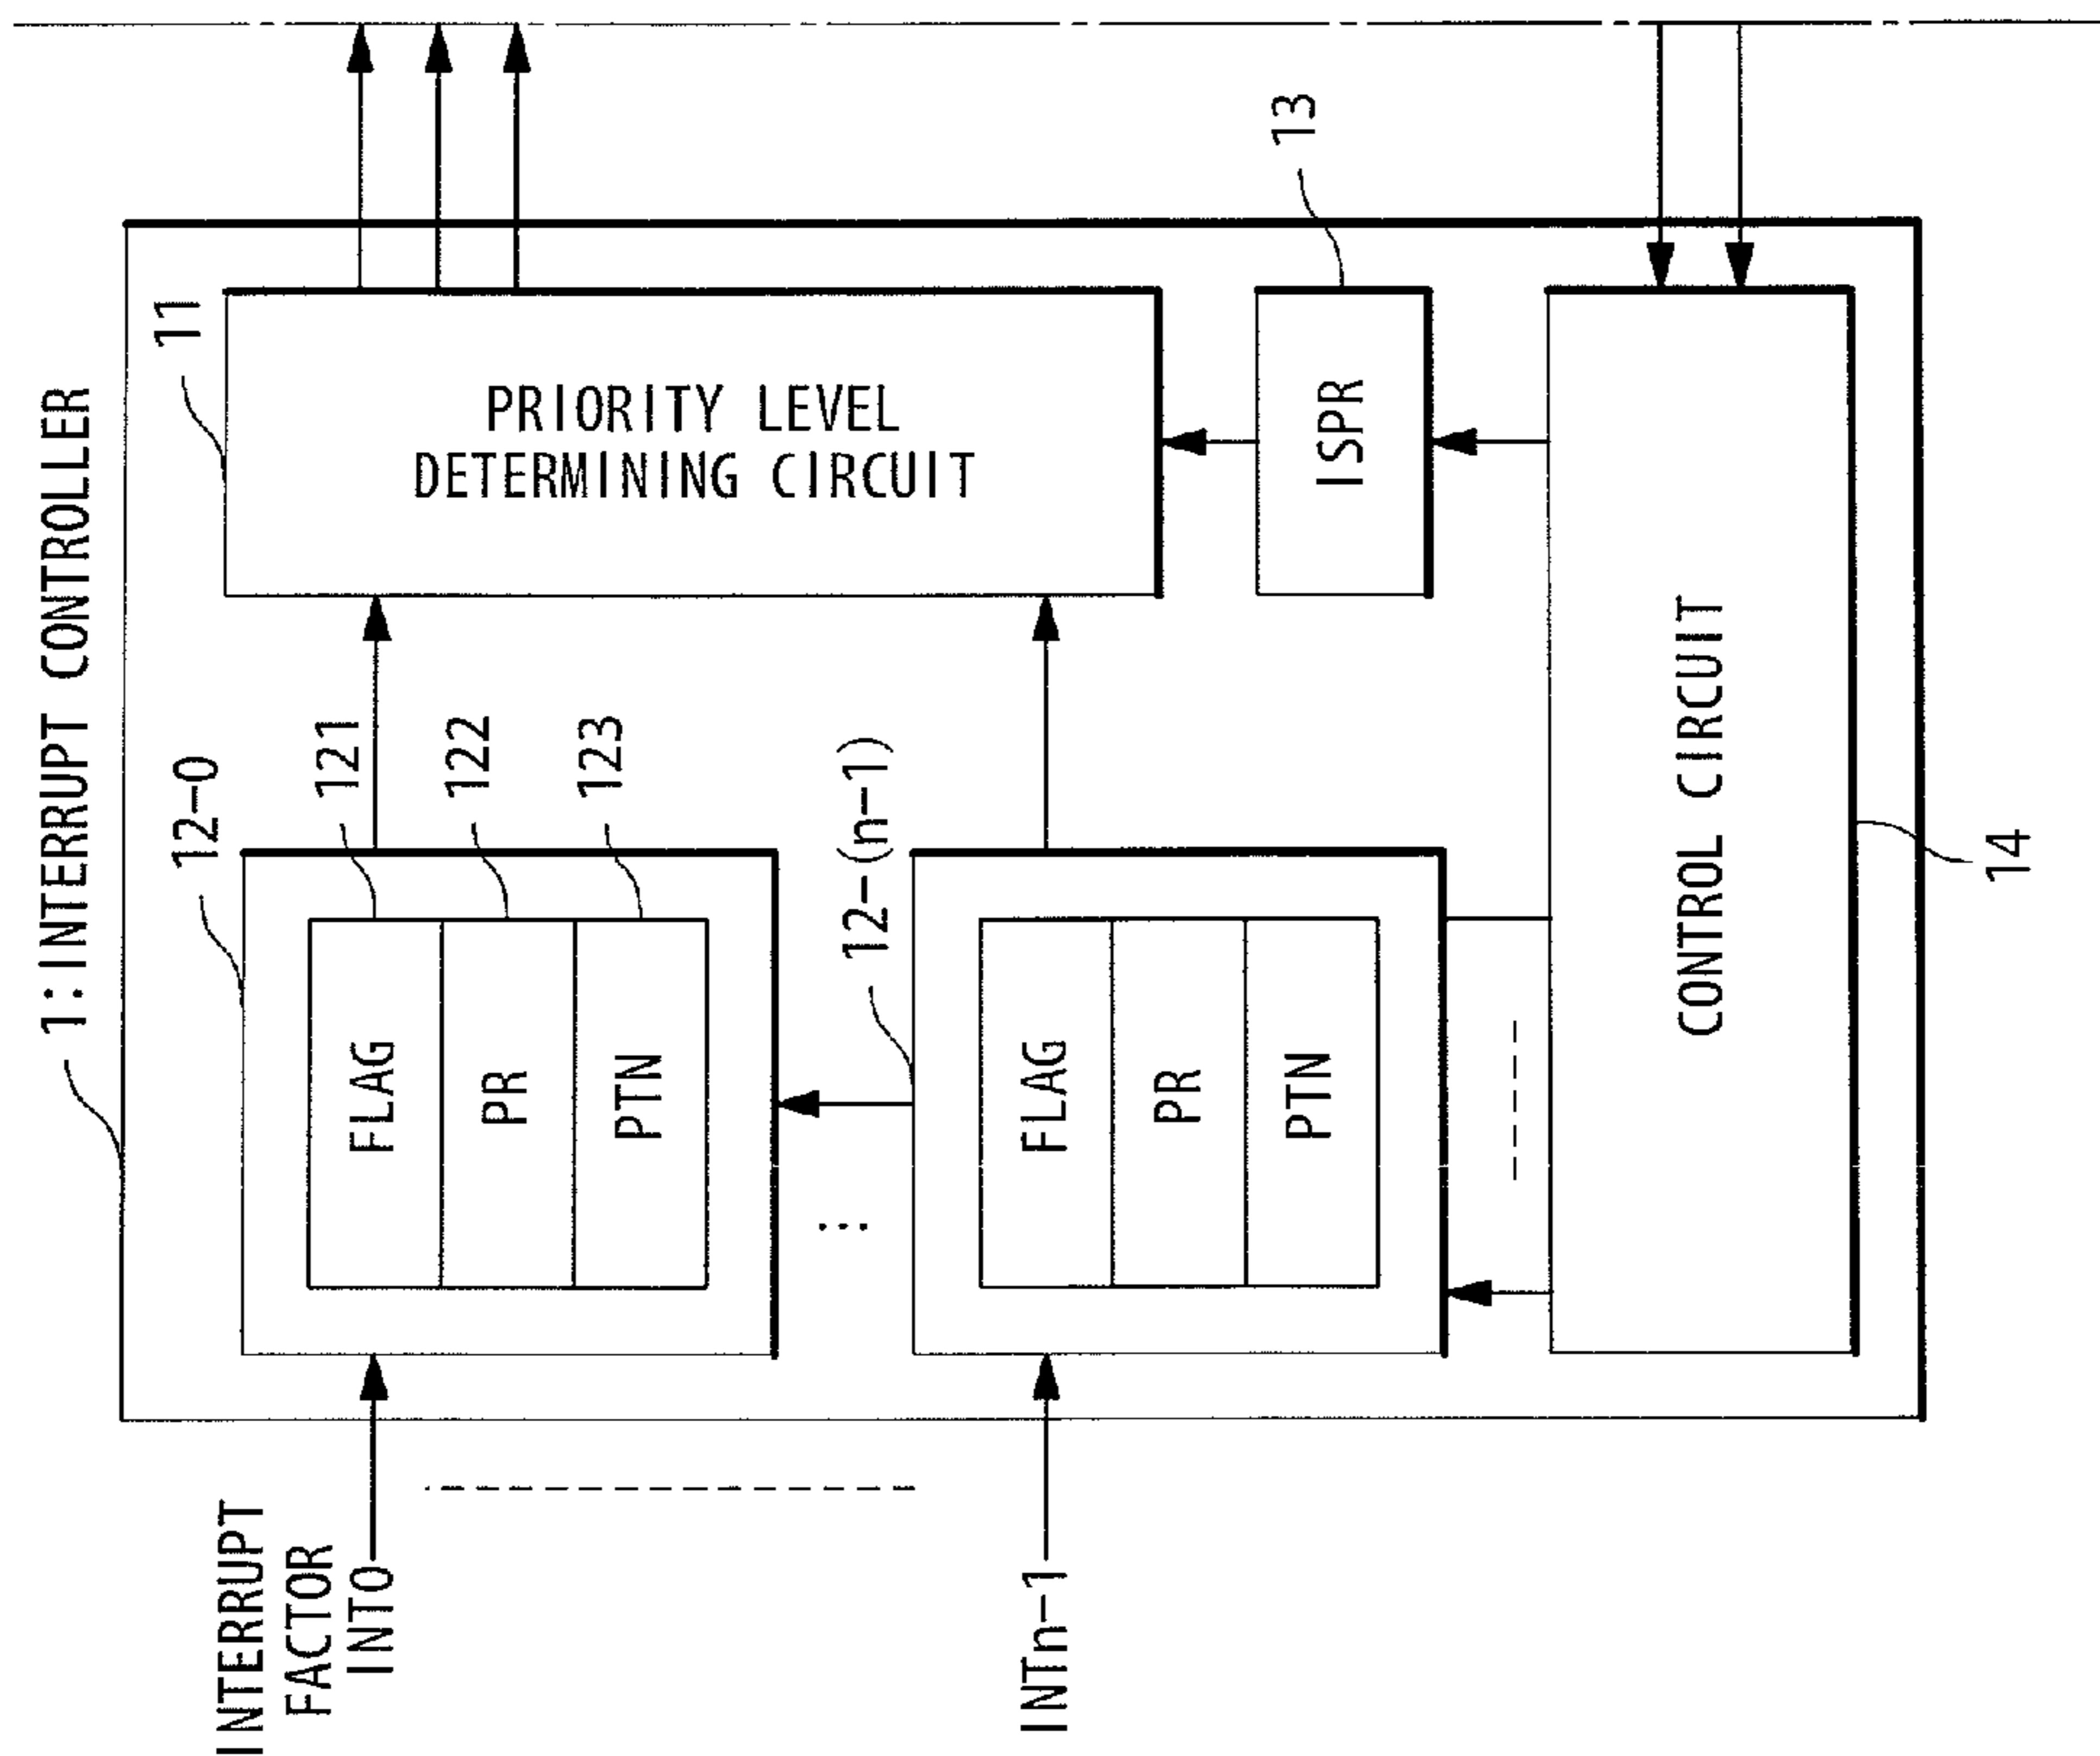 1:INTERRUPT CONTROLLER
INTERRUPT
FACTOR
INT0
12-0
FLAG
PR
PTN
121
122
123
11
PRIORITY LEVEL
DETERMINING CIRCUIT
:
INTn-1
12-(n-1)
FLAG
PR
PTN
ISPR
13
CONTROL CIRCUIT
14